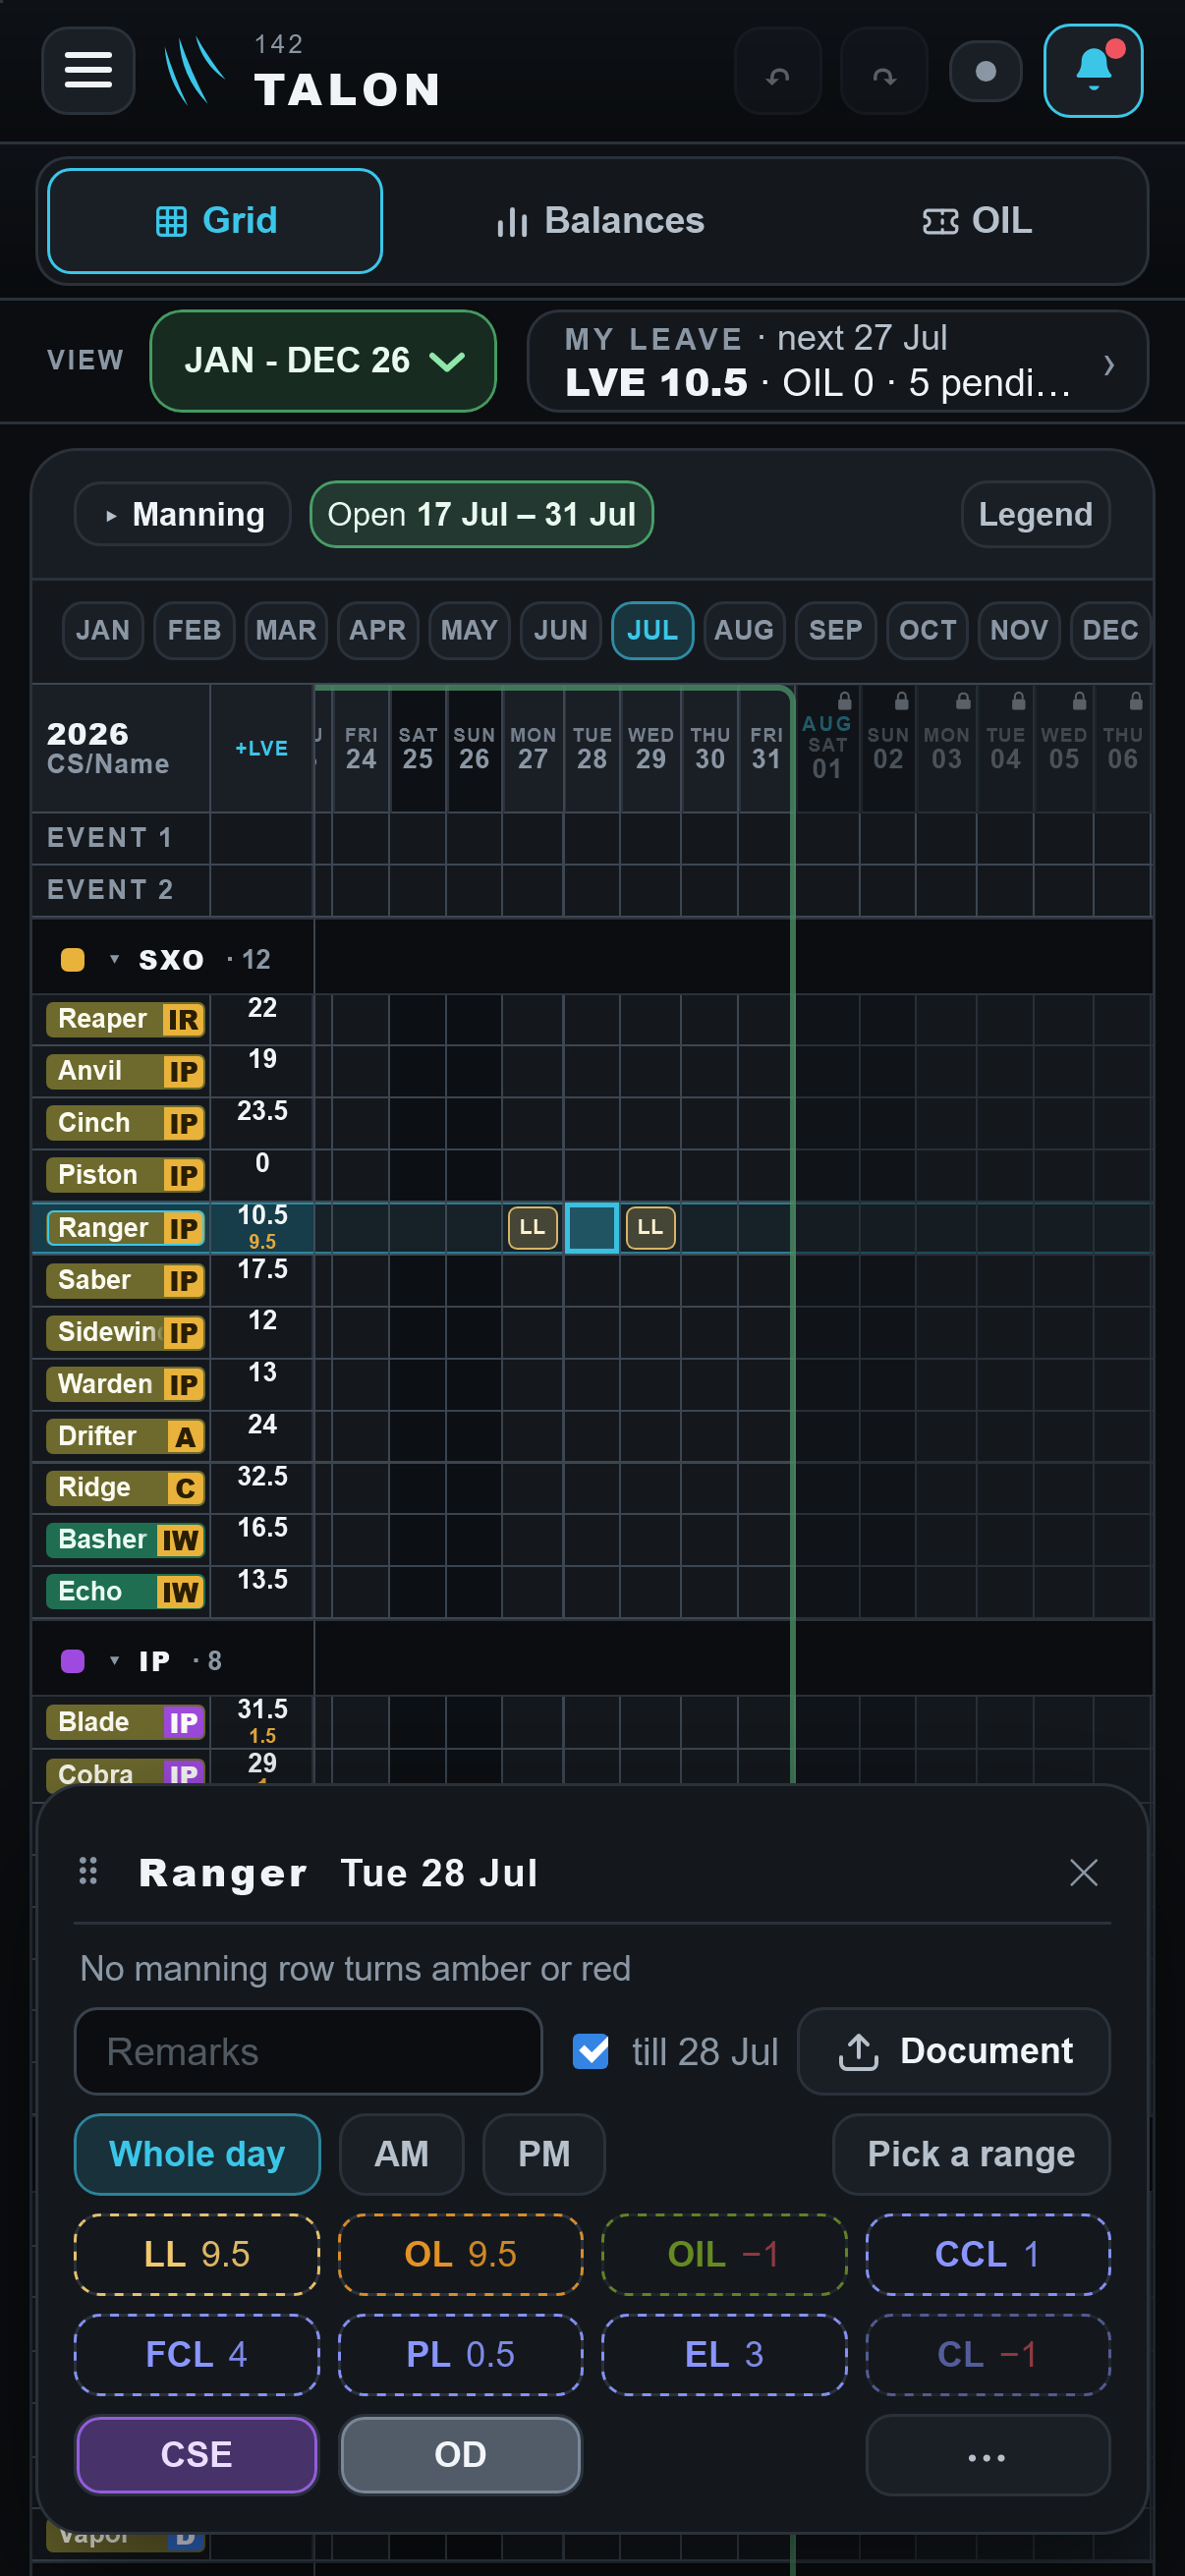 142
TALON
Grid
Balances
OIL
VIEW
JAN - DEC 26
MY LEAVE · next 27 Jul
LVE 10.5 · OIL 0 · 5 pendi...
Manning
Open 17 Jul – 31 Jul
Legend
JAN FEB MAR APR MAY JUN JUL AUG SEP OCT NOV DEC
2026
CS/Name
+LVE
FRI 24
SAT 25
SUN 26
MON 27
TUE 28
WED 29
THU 30
FRI 31
AUG SAT 01
SUN 02
MON 03
TUE 04
WED 05
THU 06
EVENT 1
EVENT 2
SXO · 12
Reaper IR 22
Anvil IP 19
Cinch IP 23.5
Piston IP 0
Ranger IP 10.5 9.5 LL LL
Saber IP 17.5
Sidewin IP 12
Warden IP 13
Drifter A 24
Ridge C 32.5
Basher IW 16.5
Echo IW 13.5
IP · 8
Blade IP 31.5 1.5
Cobra IP 29
Ranger Tue 28 Jul
No manning row turns amber or red
Remarks
till 28 Jul
Document
Whole day
AM
PM
Pick a range
LL 9.5
OL 9.5
OIL −1
CCL 1
FCL 4
PL 0.5
EL 3
CL −1
CSE
OD
...
Vapor